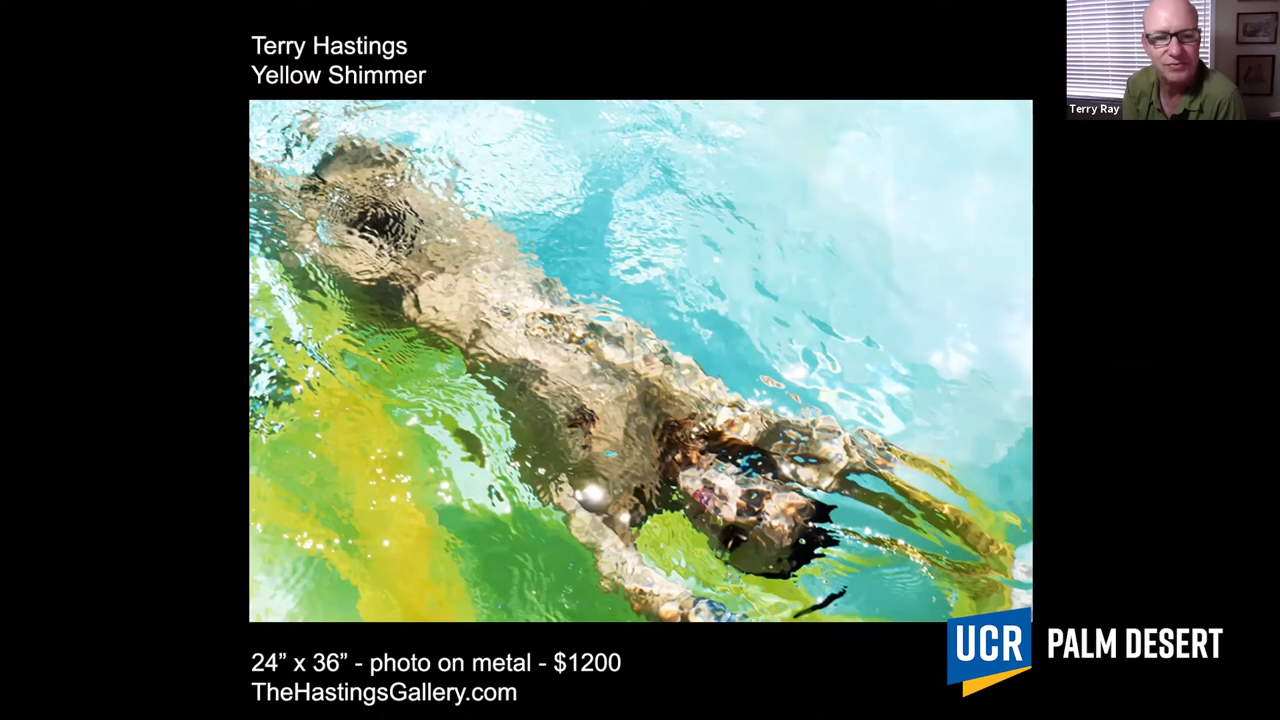 Terry Hastings
Yellow Shimmer
Terry Ray
24” x 36” - photo on metal - $1200
TheHastingsGallery.com
UCR PALM DESERT